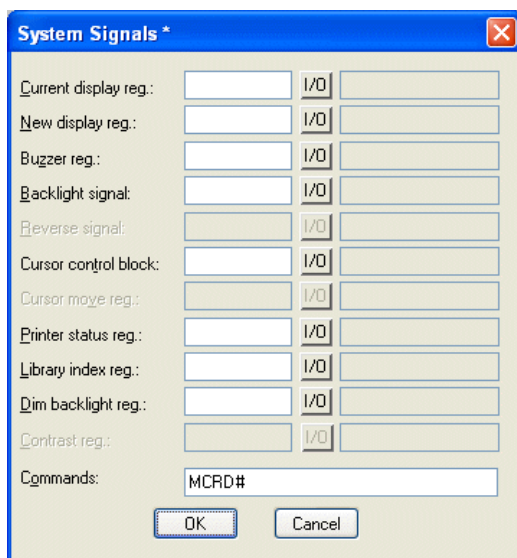 System Signals *
Current display reg.: I/O
New display reg.: I/O
Buzzer reg.: I/O
Backlight signal: I/O
Reverse signal: I/O
Cursor control block: I/O
Cursor move reg.: I/O
Printer status reg.: I/O
Library index reg.: I/O
Dim backlight reg.: I/O
Contrast reg.: I/O
Commands: MCRD#
OK Cancel